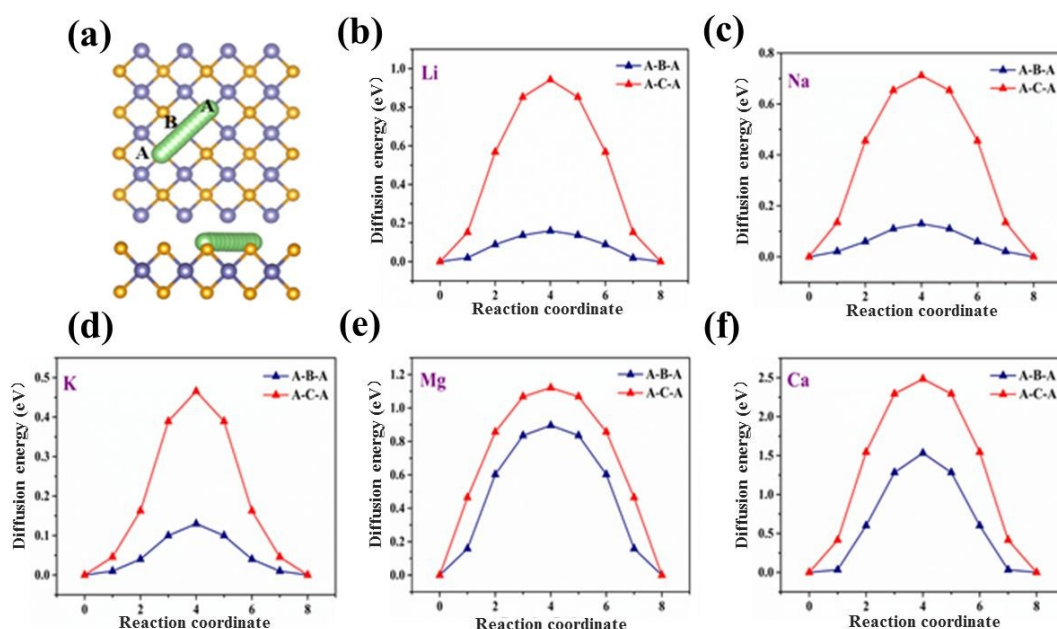 (a)
A
B
A
(b)
Li
A-B-A
A-C-A
Diffusion energy (eV)
1.0
0.8
0.6
0.4
0.2
0.0
0 2 4 6 8
Reaction coordinate
(c)
Na
A-B-A
A-C-A
Diffusion energy (eV)
0.8
0.6
0.4
0.2
0.0
0 2 4 6 8
Reaction coordinate
(d)
K
A-B-A
A-C-A
Diffusion energy (eV)
0.5
0.4
0.3
0.2
0.1
0.0
0 2 4 6 8
Reaction coordinate
(e)
Mg
A-B-A
A-C-A
Diffusion energy (eV)
1.2
1.0
0.8
0.6
0.4
0.2
0.0
0 2 4 6 8
Reaction coordinate
(f)
Ca
A-B-A
A-C-A
Diffusion energy (eV)
2.5
2.0
1.5
1.0
0.5
0.0
0 2 4 6 8
Reaction coordinate